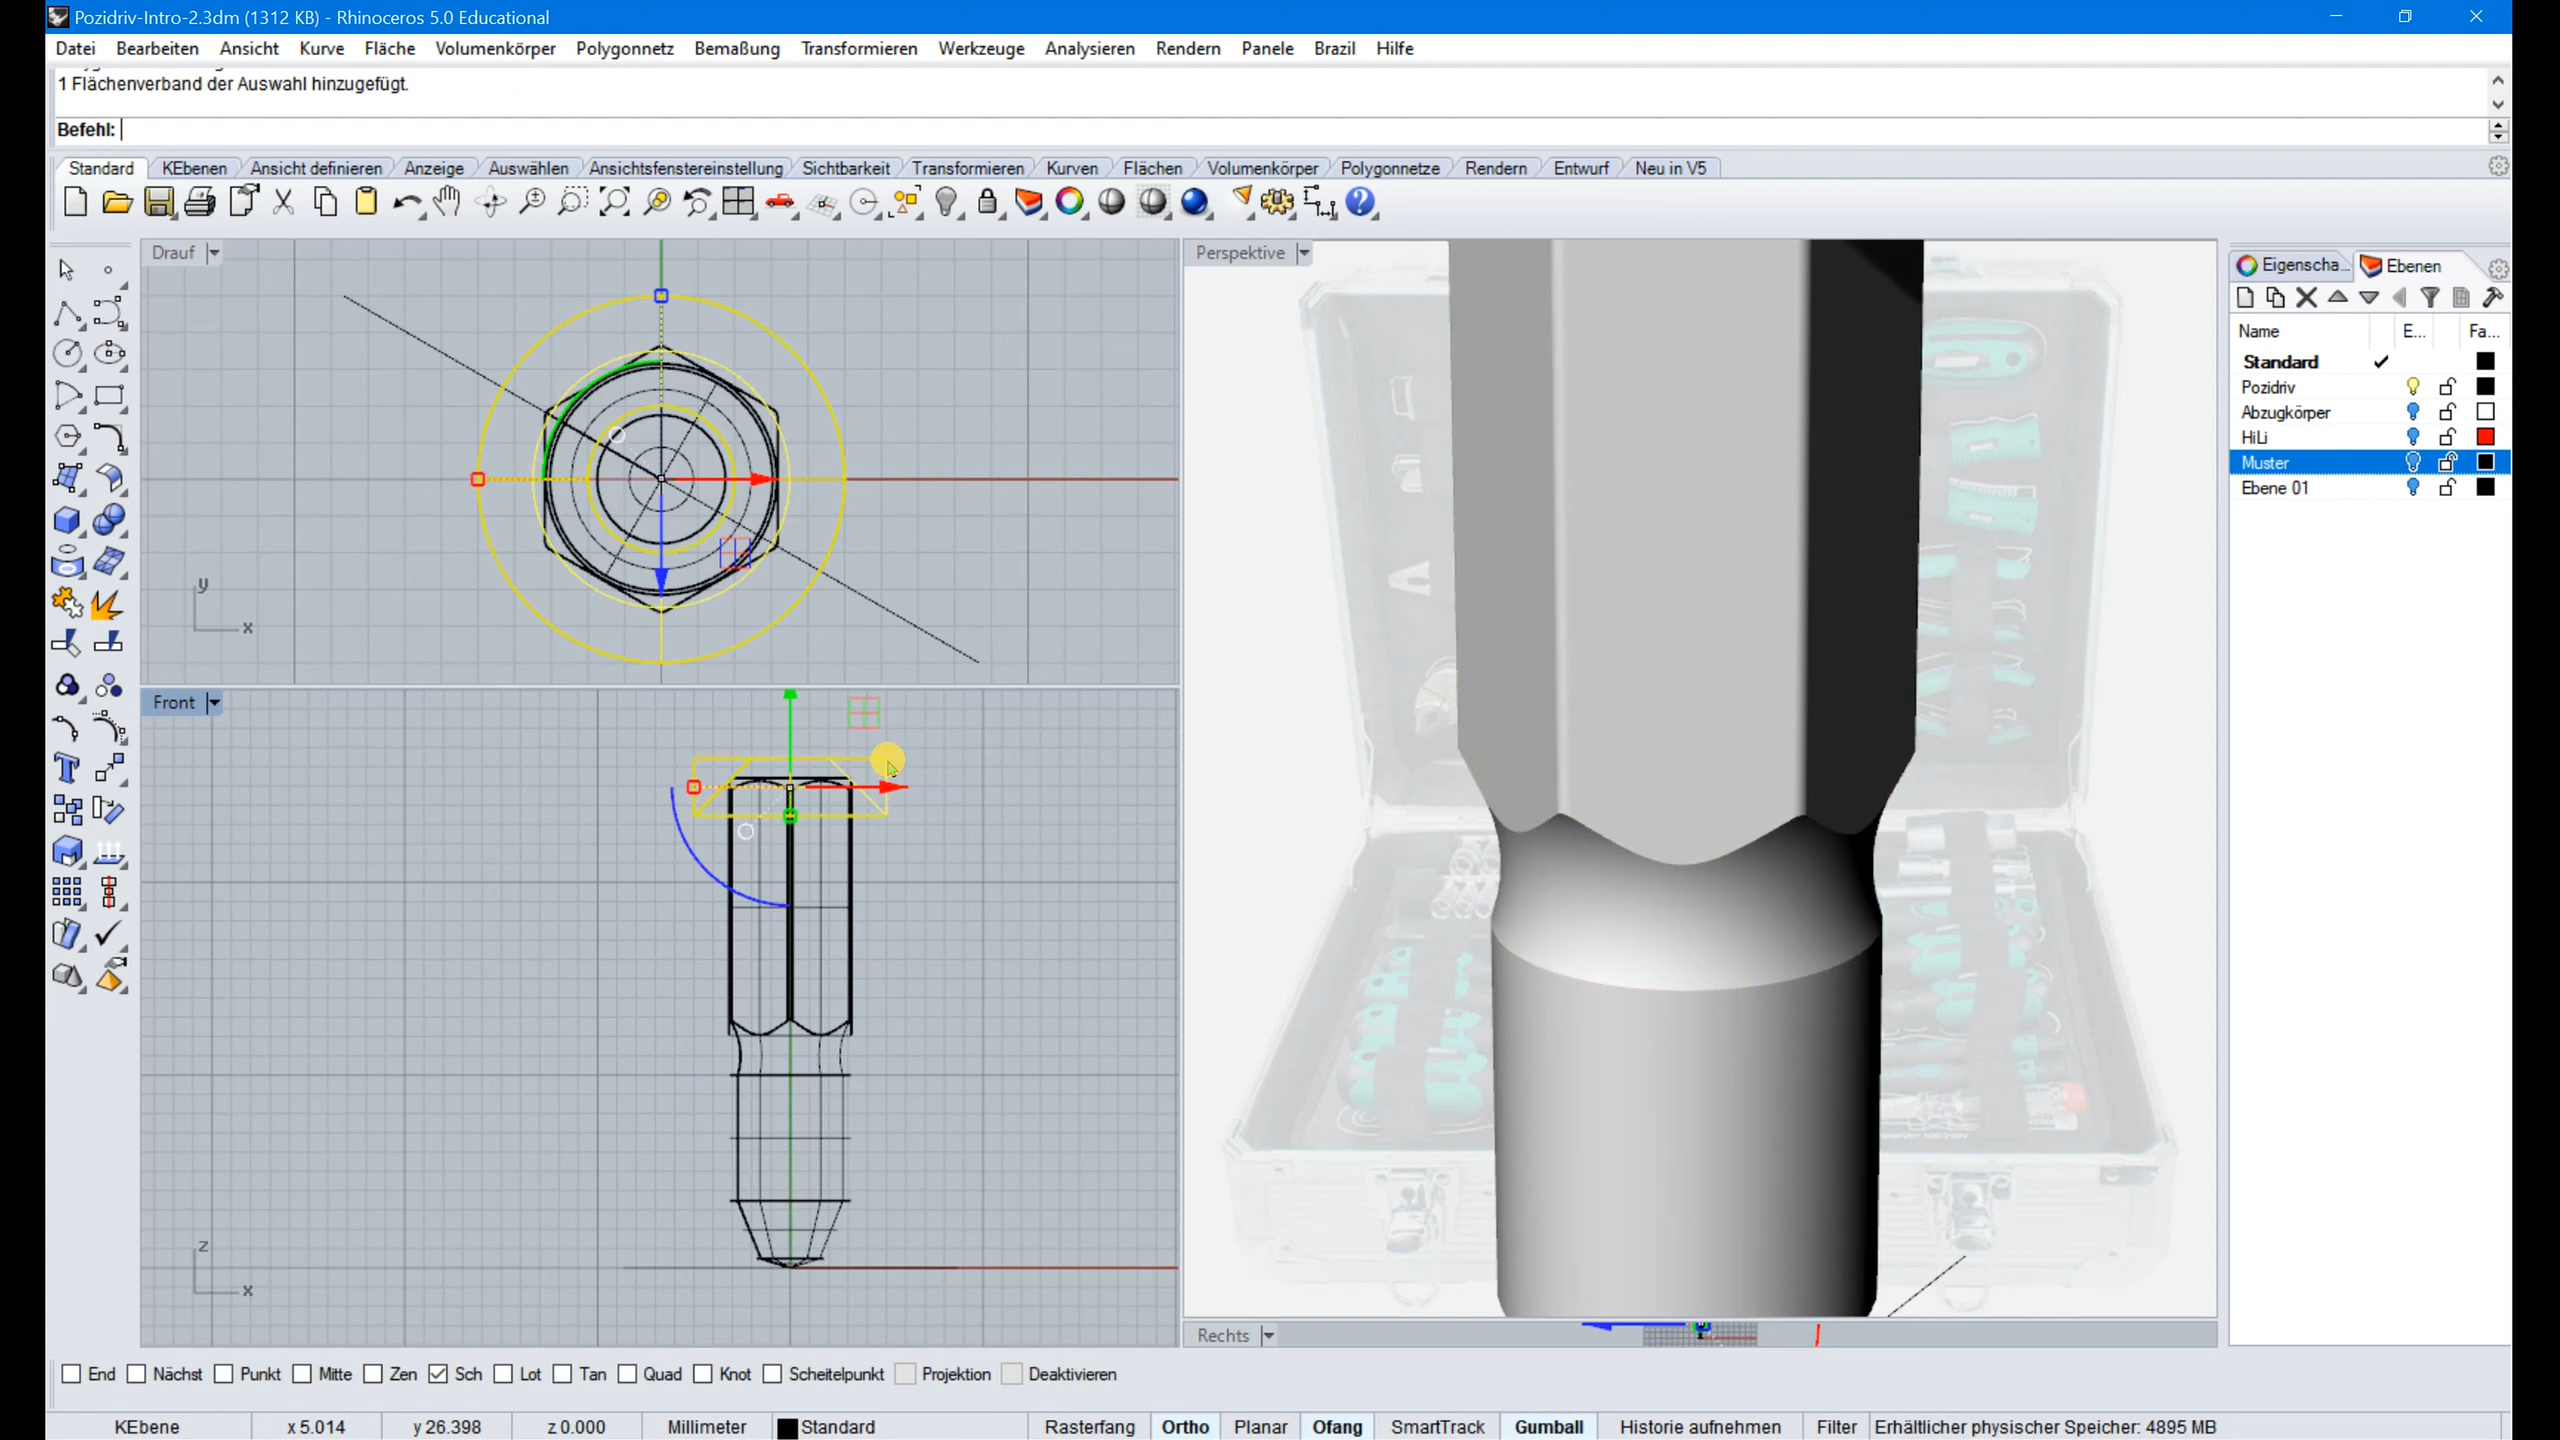 Pozidriv-Intro-2.3dm (1312 KB) - Rhinoceros 5.0 Educational
Datei Bearbeiten Ansicht Kurve Fläche Volumenkörper Polygonnetz Bemaßung Transformieren Werkzeuge Analysieren Rendern Panele Brazil Hilfe
1 Flächenverband der Auswahl hinzugefügt.
Befehl:
Standard KEbenen Ansicht definieren Anzeige Auswählen Ansichtsfenstereinstellung Sichtbarkeit Transformieren Kurven Flächen Volumenkörper Polygonnetze Rendern Entwurf Neu in V5
Drauf
Perspektive
Eigenscha... Ebenen
Name E... Fa...
Standard
Pozidriv
Abzugkörper
HiLi
Muster
Ebene 01
y
x
Front
z
x
Rechts
End Nächst Punkt Mitte Zen Sch Lot Tan Quad Knot Scheitelpunkt Projektion Deaktivieren
KEbene x 5.014 y 26.398 z 0.000 Millimeter Standard Rasterfang Ortho Planar Ofang SmartTrack Gumball Historie aufnehmen Filter Erhältlicher physischer Speicher: 4895 MB